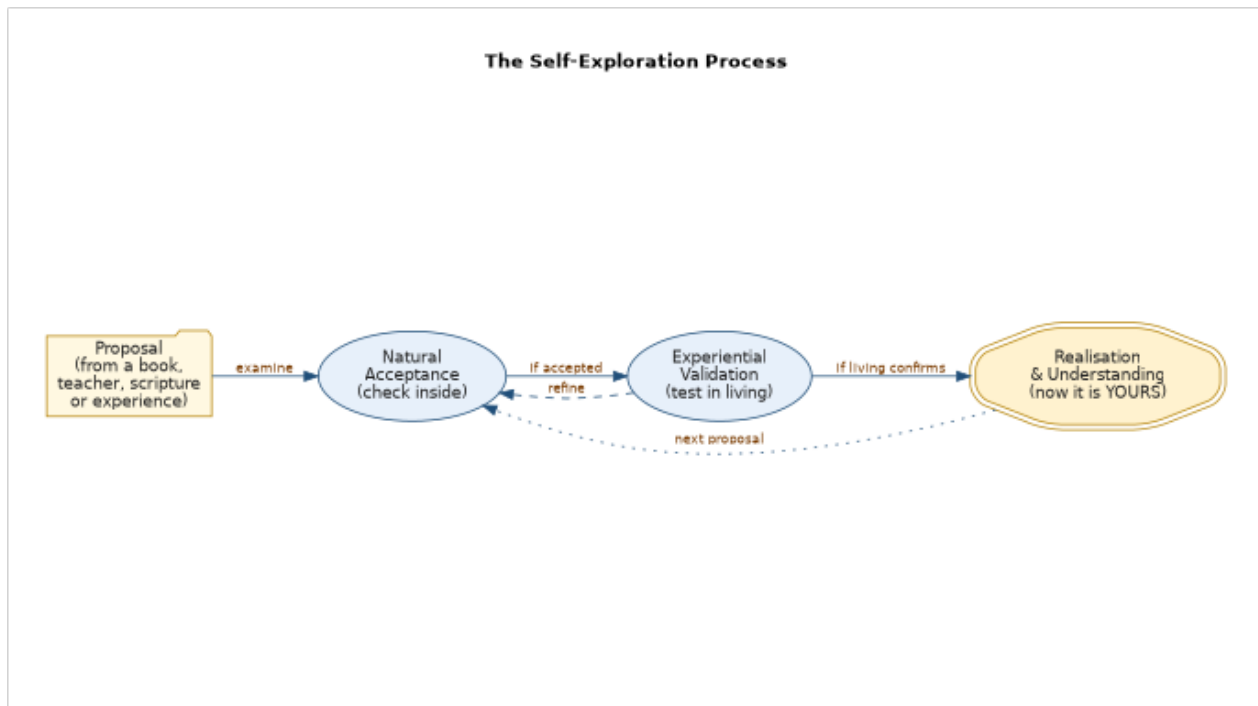 The Self-Exploration Process
Proposal
(from a book,
teacher, scripture
or experience)
examine
Natural
Acceptance
(check inside)
if accepted
refine
Experiential
Validation
(test in living)
if living confirms
next proposal
Realisation
& Understanding
(now it is YOURS)